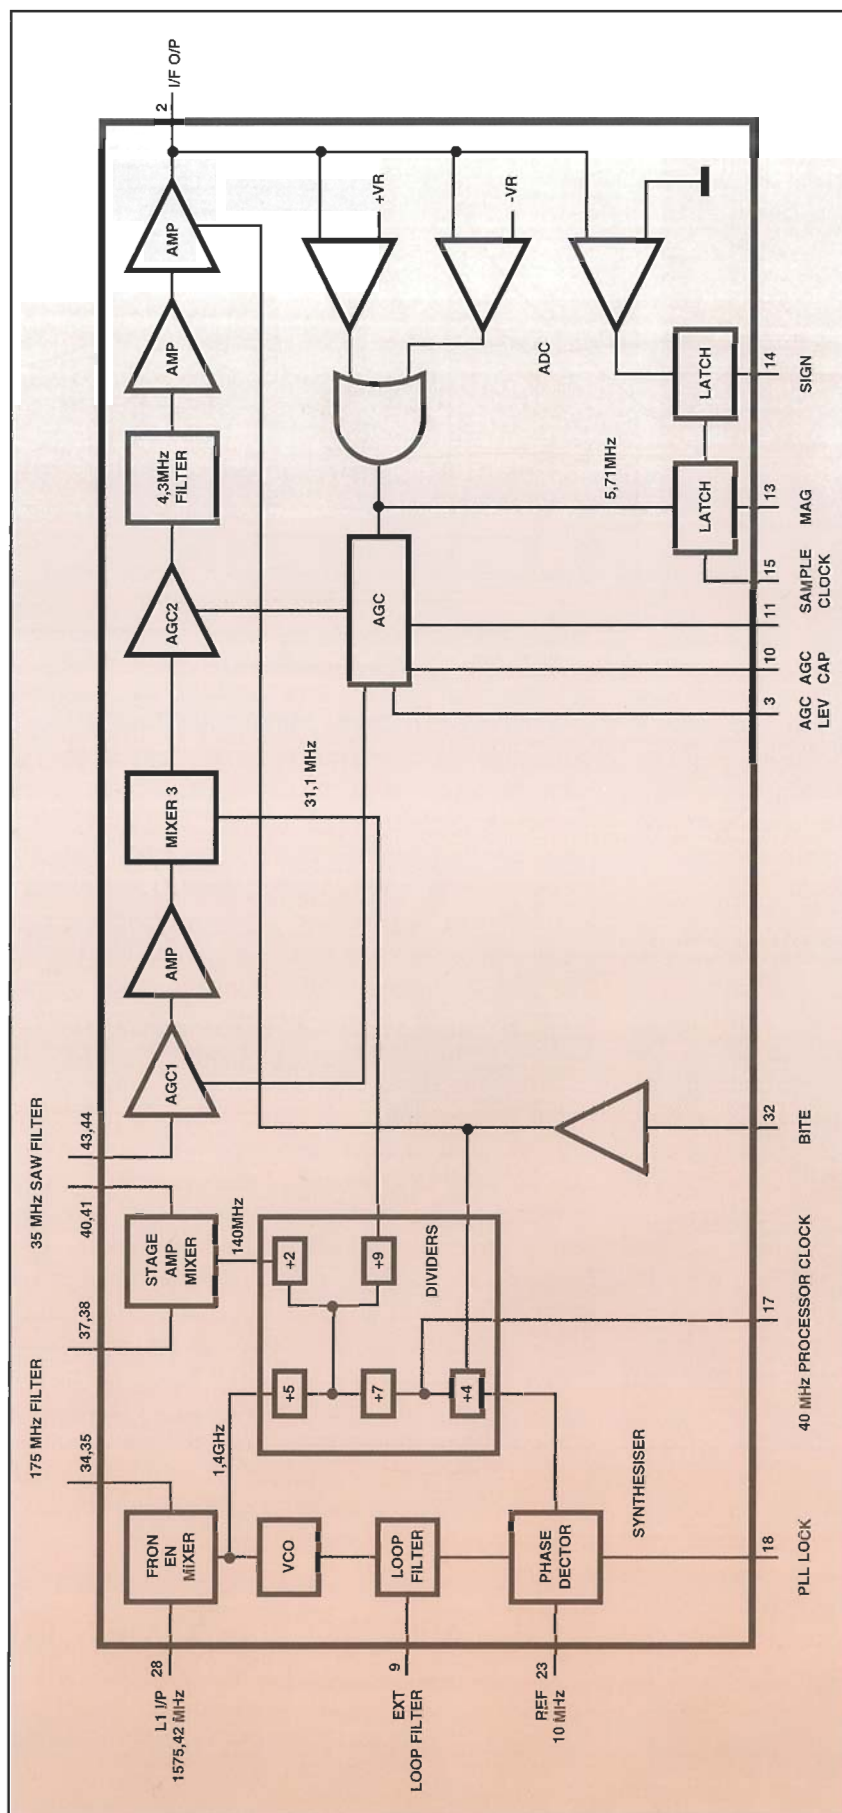 I/F O/P
2
AMP
+VR
-VR
AMP
ADC
LATCH
14
SIGN
4,3MHz
FILTER
5,71MHz
LATCH
13
MAG
AGC2
AGC
15
SAMPLE
CLOCK
11
10
AGC
CAP
3
AGC
LEV
MIXER 3
31,1 MHz
AMP
AGC1
43,44
35 MHz SAW FILTER
40,41
32
BITE
STAGE
AMP
MIXER
140MHz
÷2
÷9
DIVIDERS
37,38
175 MHz FILTER
34,35
17
40 MHz PROCESSOR CLOCK
÷5
÷7
÷4
1,4GHz
SYNTHESISER
FRON
EN
MIXER
VCO
LOOP
FILTER
PHASE
DECTOR
18
PLL LOCK
28
L1 I/P
1575,42 MHz
9
EXT
LOOP FILTER
23
REF
10 MHz